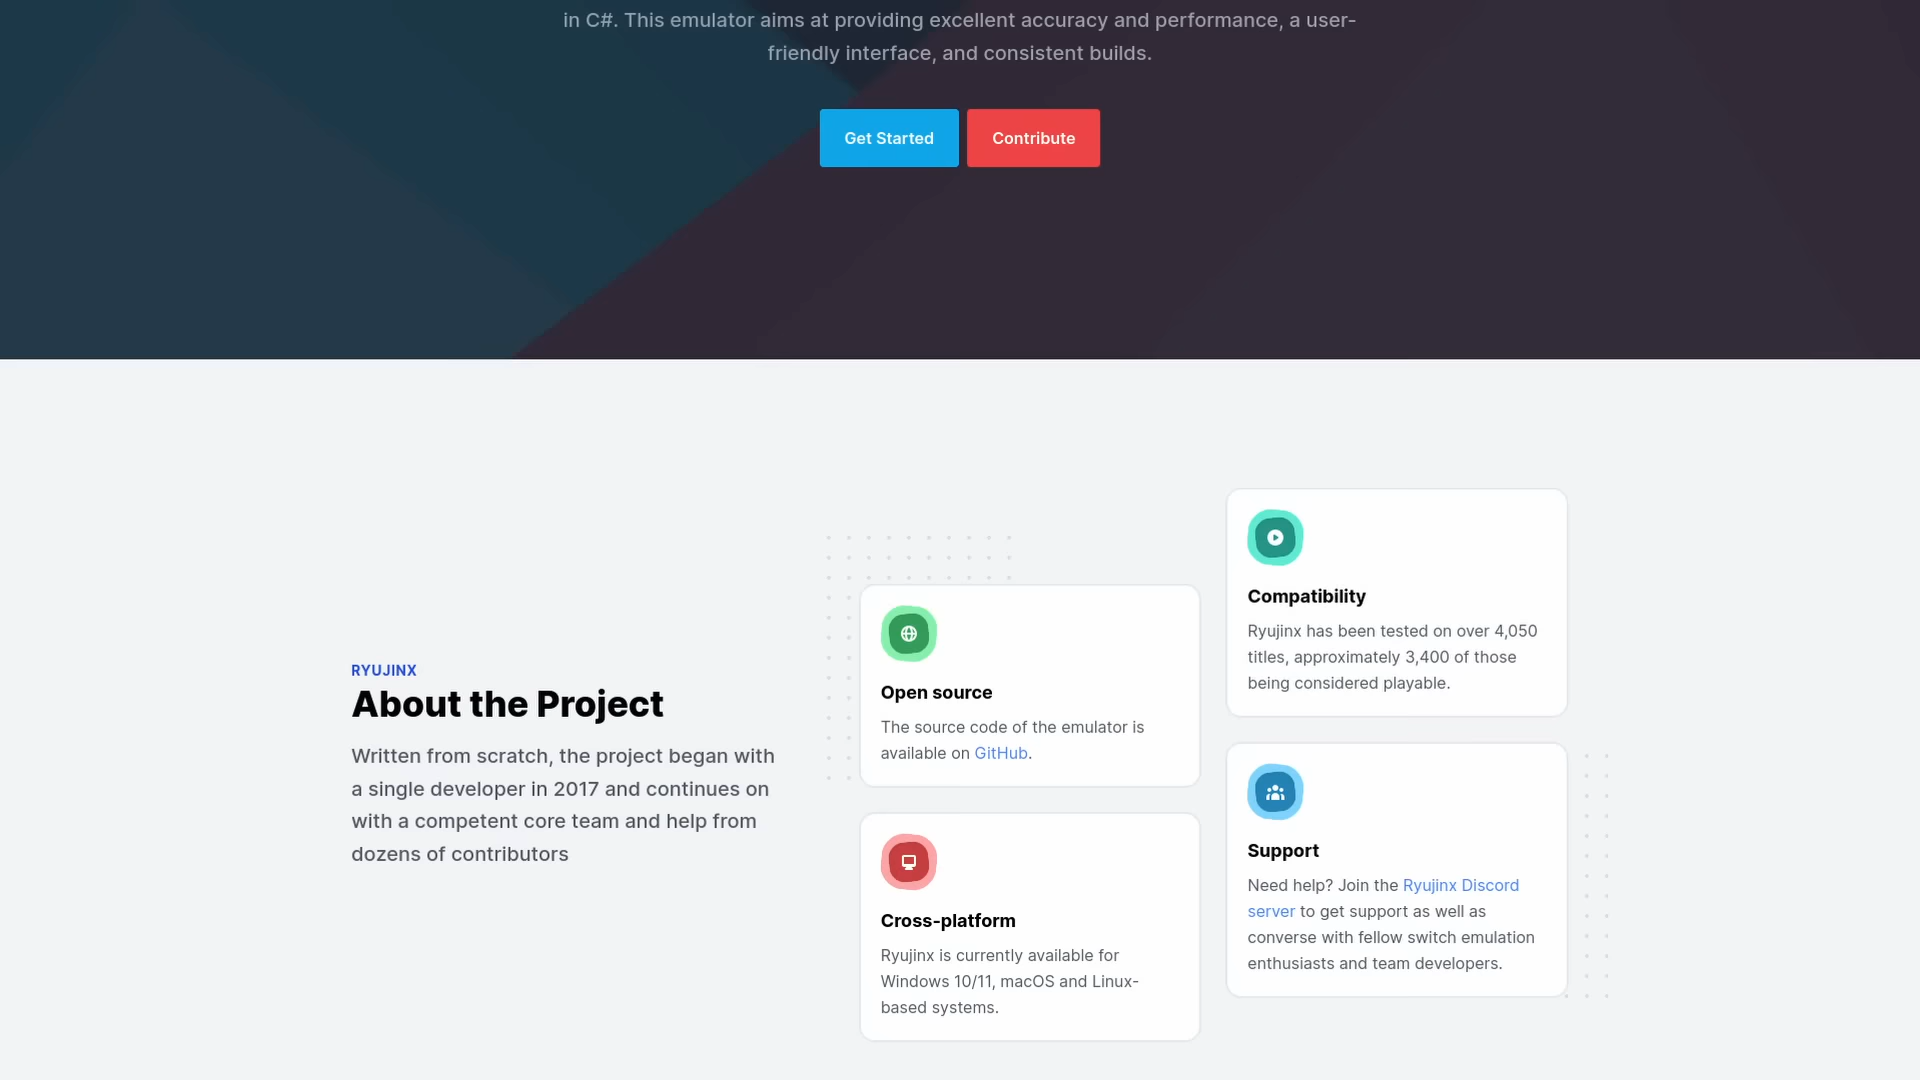 in C#. This emulator aims at providing excellent accuracy and performance, a user-
friendly interface, and consistent builds.
Get Started
Contribute
RYUJINX
About the Project
Written from scratch, the project began with
a single developer in 2017 and continues on
with a competent core team and help from
dozens of contributors
Open source
The source code of the emulator is
available on GitHub.
Cross-platform
Ryujinx is currently available for
Windows 10/11, macOS and Linux-
based systems.
Compatibility
Ryujinx has been tested on over 4,050
titles, approximately 3,400 of those
being considered playable.
Support
Need help? Join the Ryujinx Discord
server to get support as well as
converse with fellow switch emulation
enthusiasts and team developers.